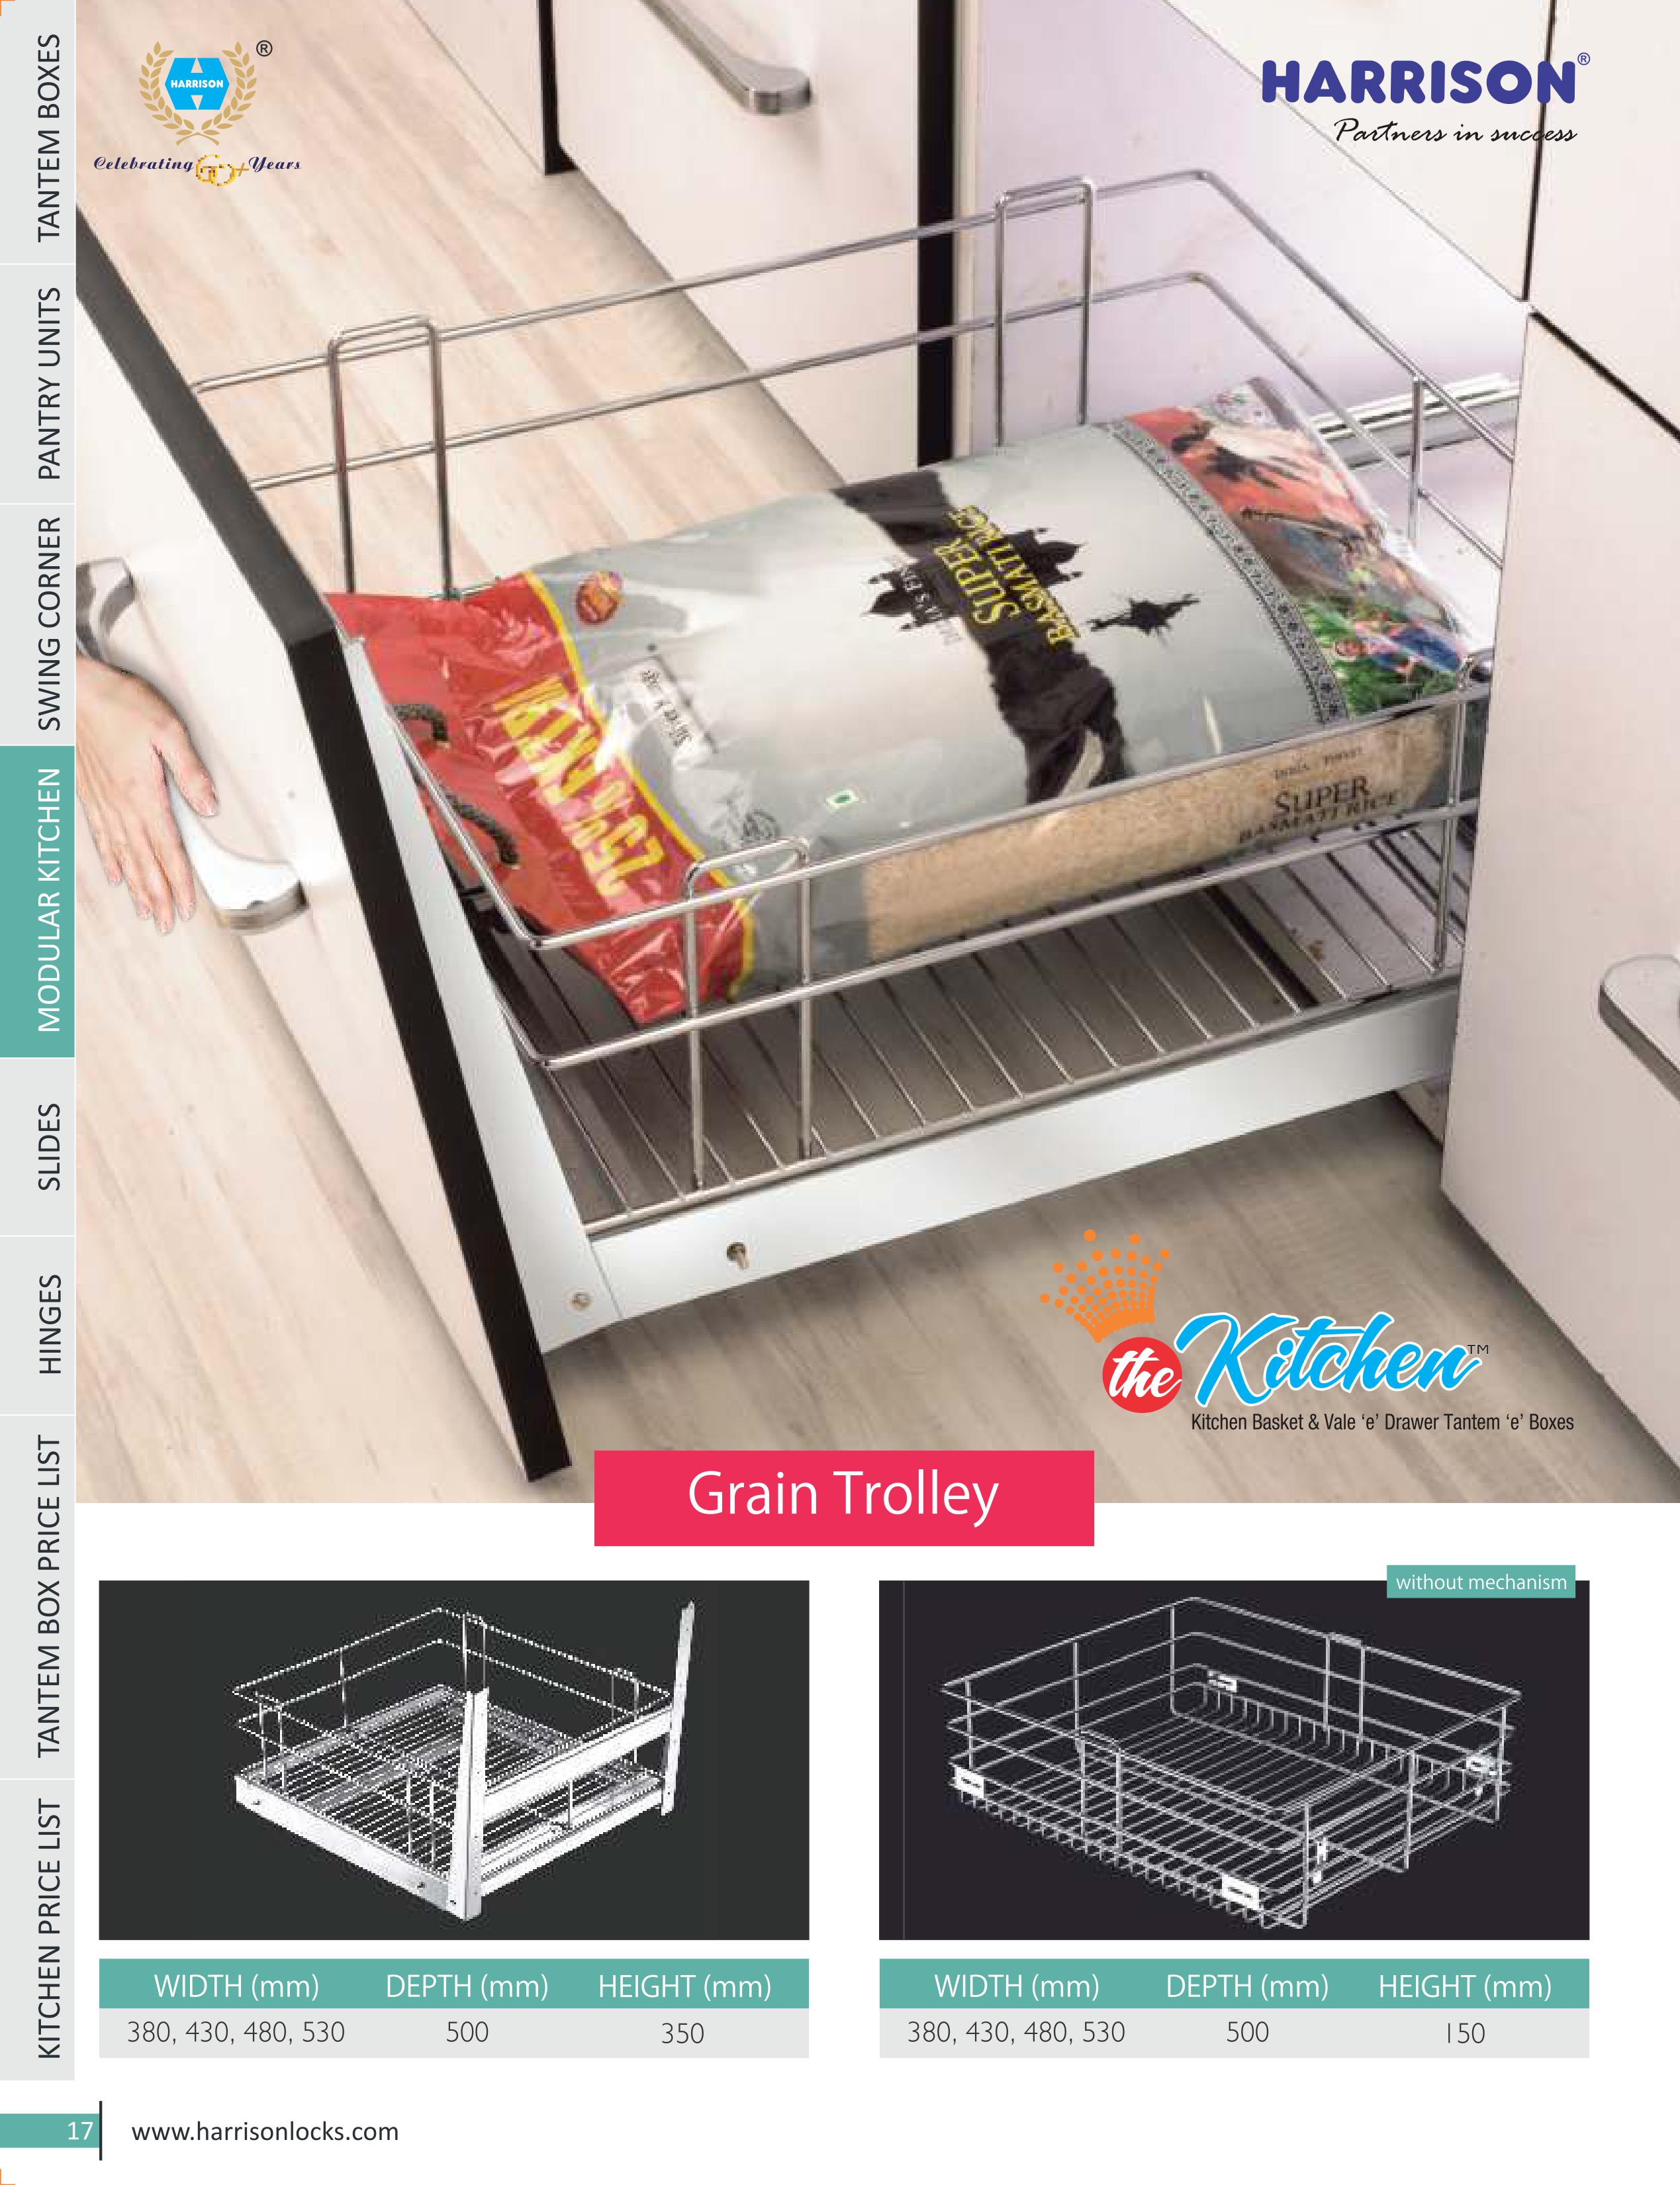 TANTEM BOXES
PANTRY UNITS
SWING CORNER
MODULAR KITCHEN
SLIDES
HINGES
TANTEM BOX PRICE LIST
KITCHEN PRICE LIST
HARRISON
®
Celebrating 60+ Years
HARRISON®
Partners in success
SUPER
BASMATI RICE
25% EXTRA
SUPER
BASMATI RICE
the Kitchen™
Kitchen Basket & Vale ‘e’ Drawer Tantem ‘e’ Boxes
Grain Trolley
without mechanism
WIDTH (mm) DEPTH (mm) HEIGHT (mm)
380, 430, 480, 530 500 350
WIDTH (mm) DEPTH (mm) HEIGHT (mm)
380, 430, 480, 530 500 150
17
www.harrisonlocks.com